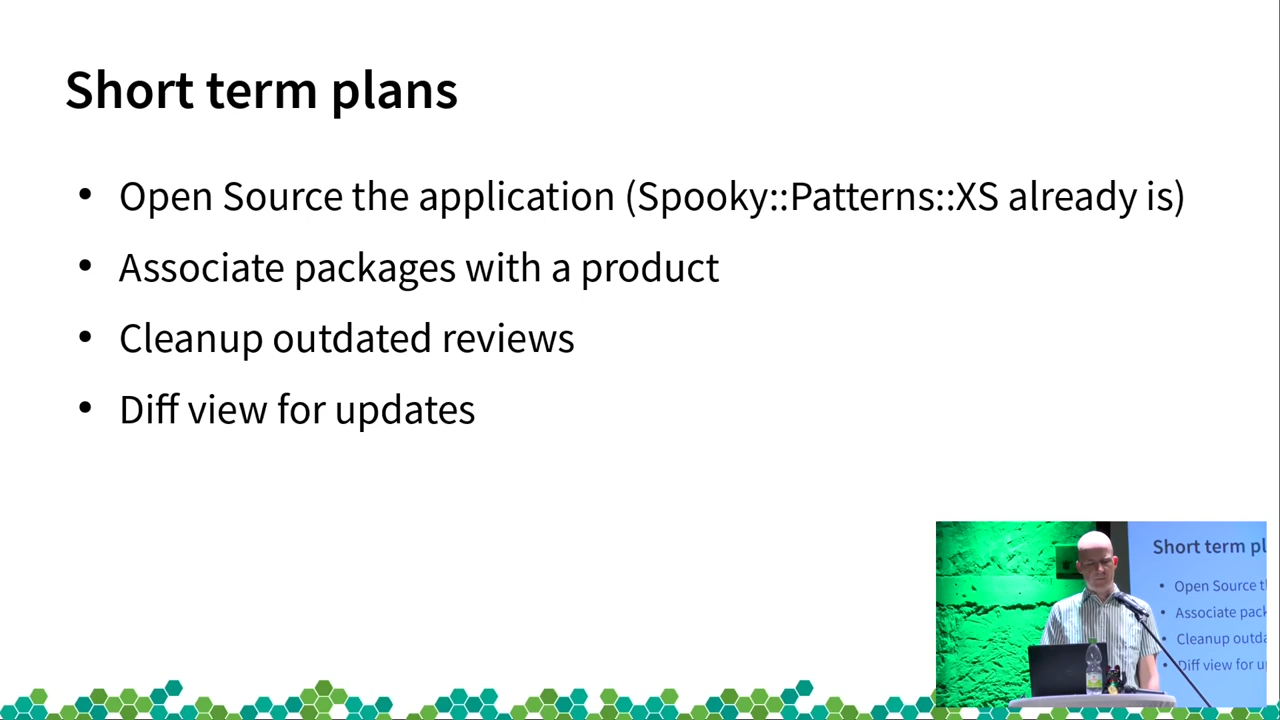 Short term plans
• Open Source the application (Spooky::Patterns::XS already is)
• Associate packages with a product
• Cleanup outdated reviews
• Diff view for updates
Short term pl
• Open Source t
• Associate pack
• Cleanup outda
• Diff view for u